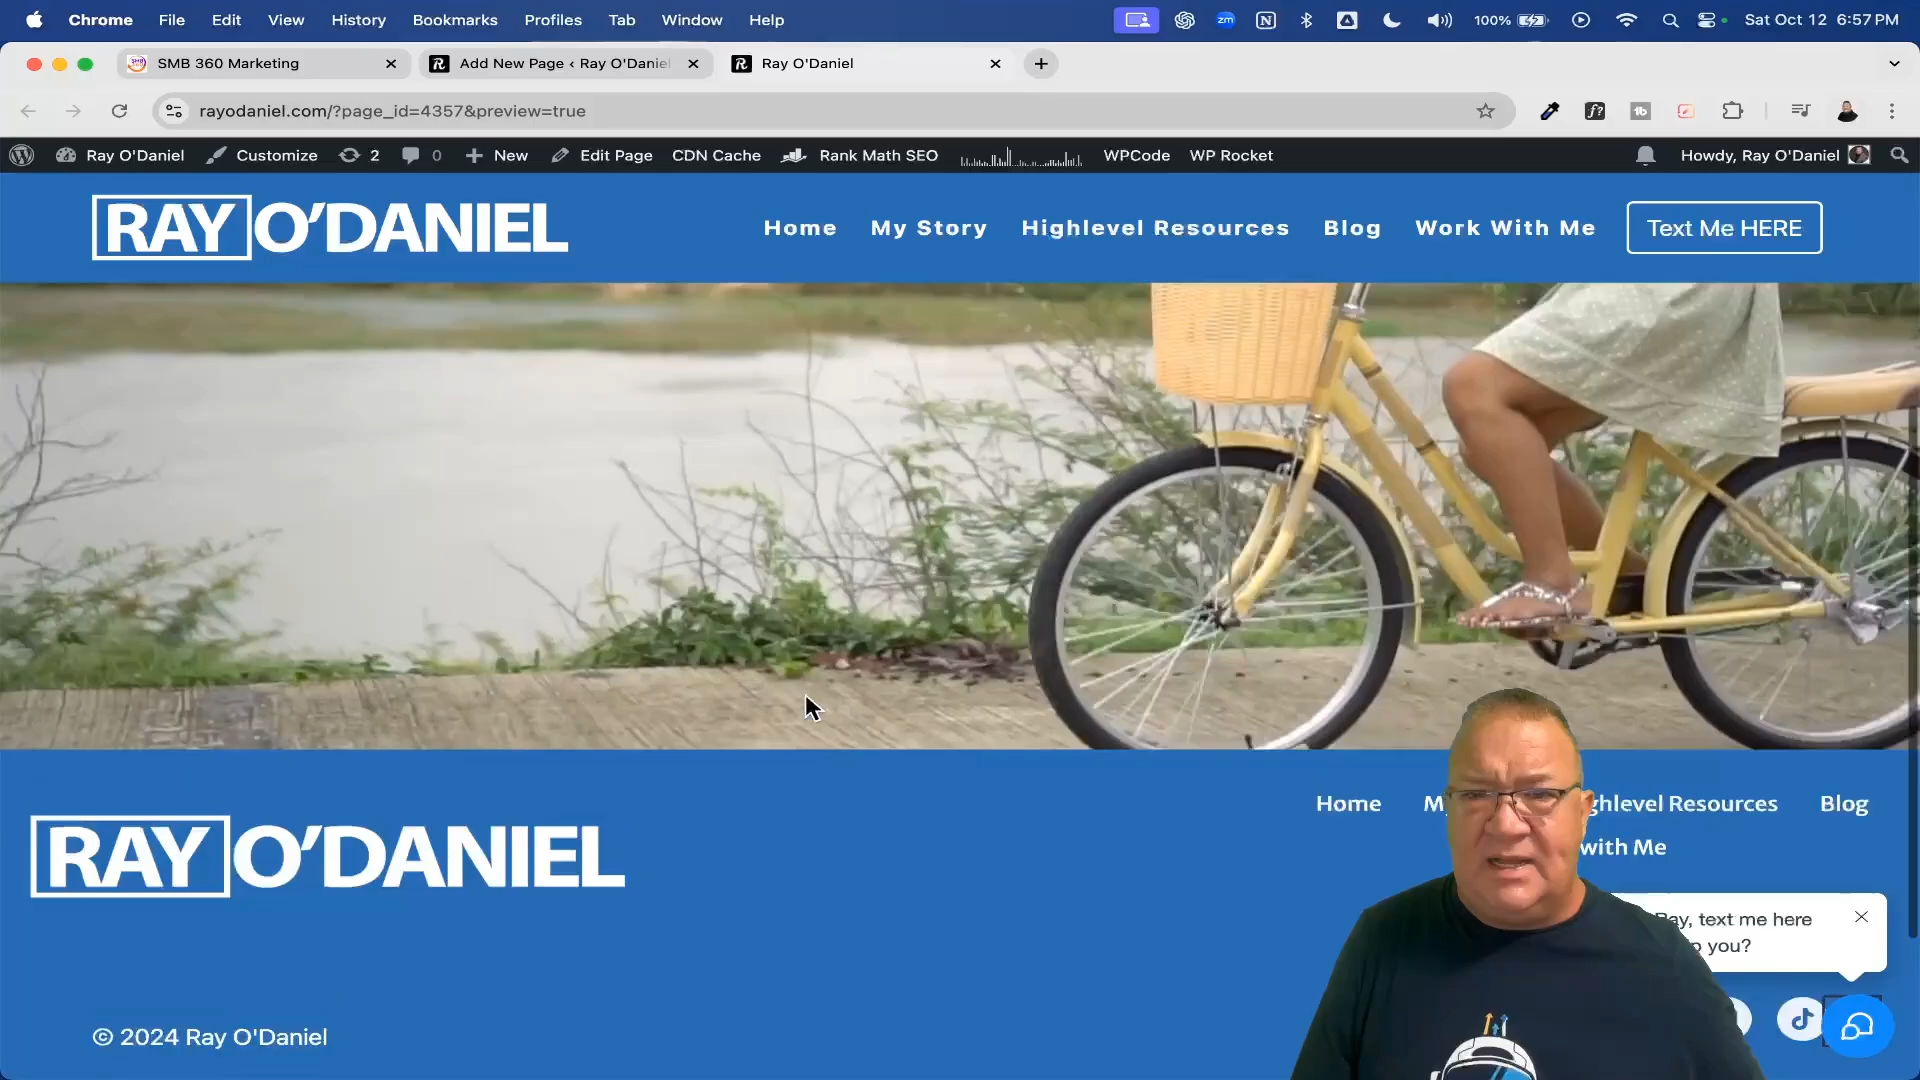 Chrome File Edit View History Bookmarks Profiles Tab Window Help zm 100% Sat Oct 12 6:57 PM
SMB 360 Marketing Add New Page ‹ Ray O'Daniel Ray O'Daniel
rayodaniel.com/?page_id=4357&preview=true
Ray O'Daniel Customize 2 0 New Edit Page CDN Cache Rank Math SEO WPCode WP Rocket Howdy, Ray O'Daniel
RAY O'DANIEL Home My Story Highlevel Resources Blog Work With Me Text Me HERE
Home Resources Blog
with Me
RAY O'DANIEL
Ray, text me here
you?
© 2024 Ray O'Daniel